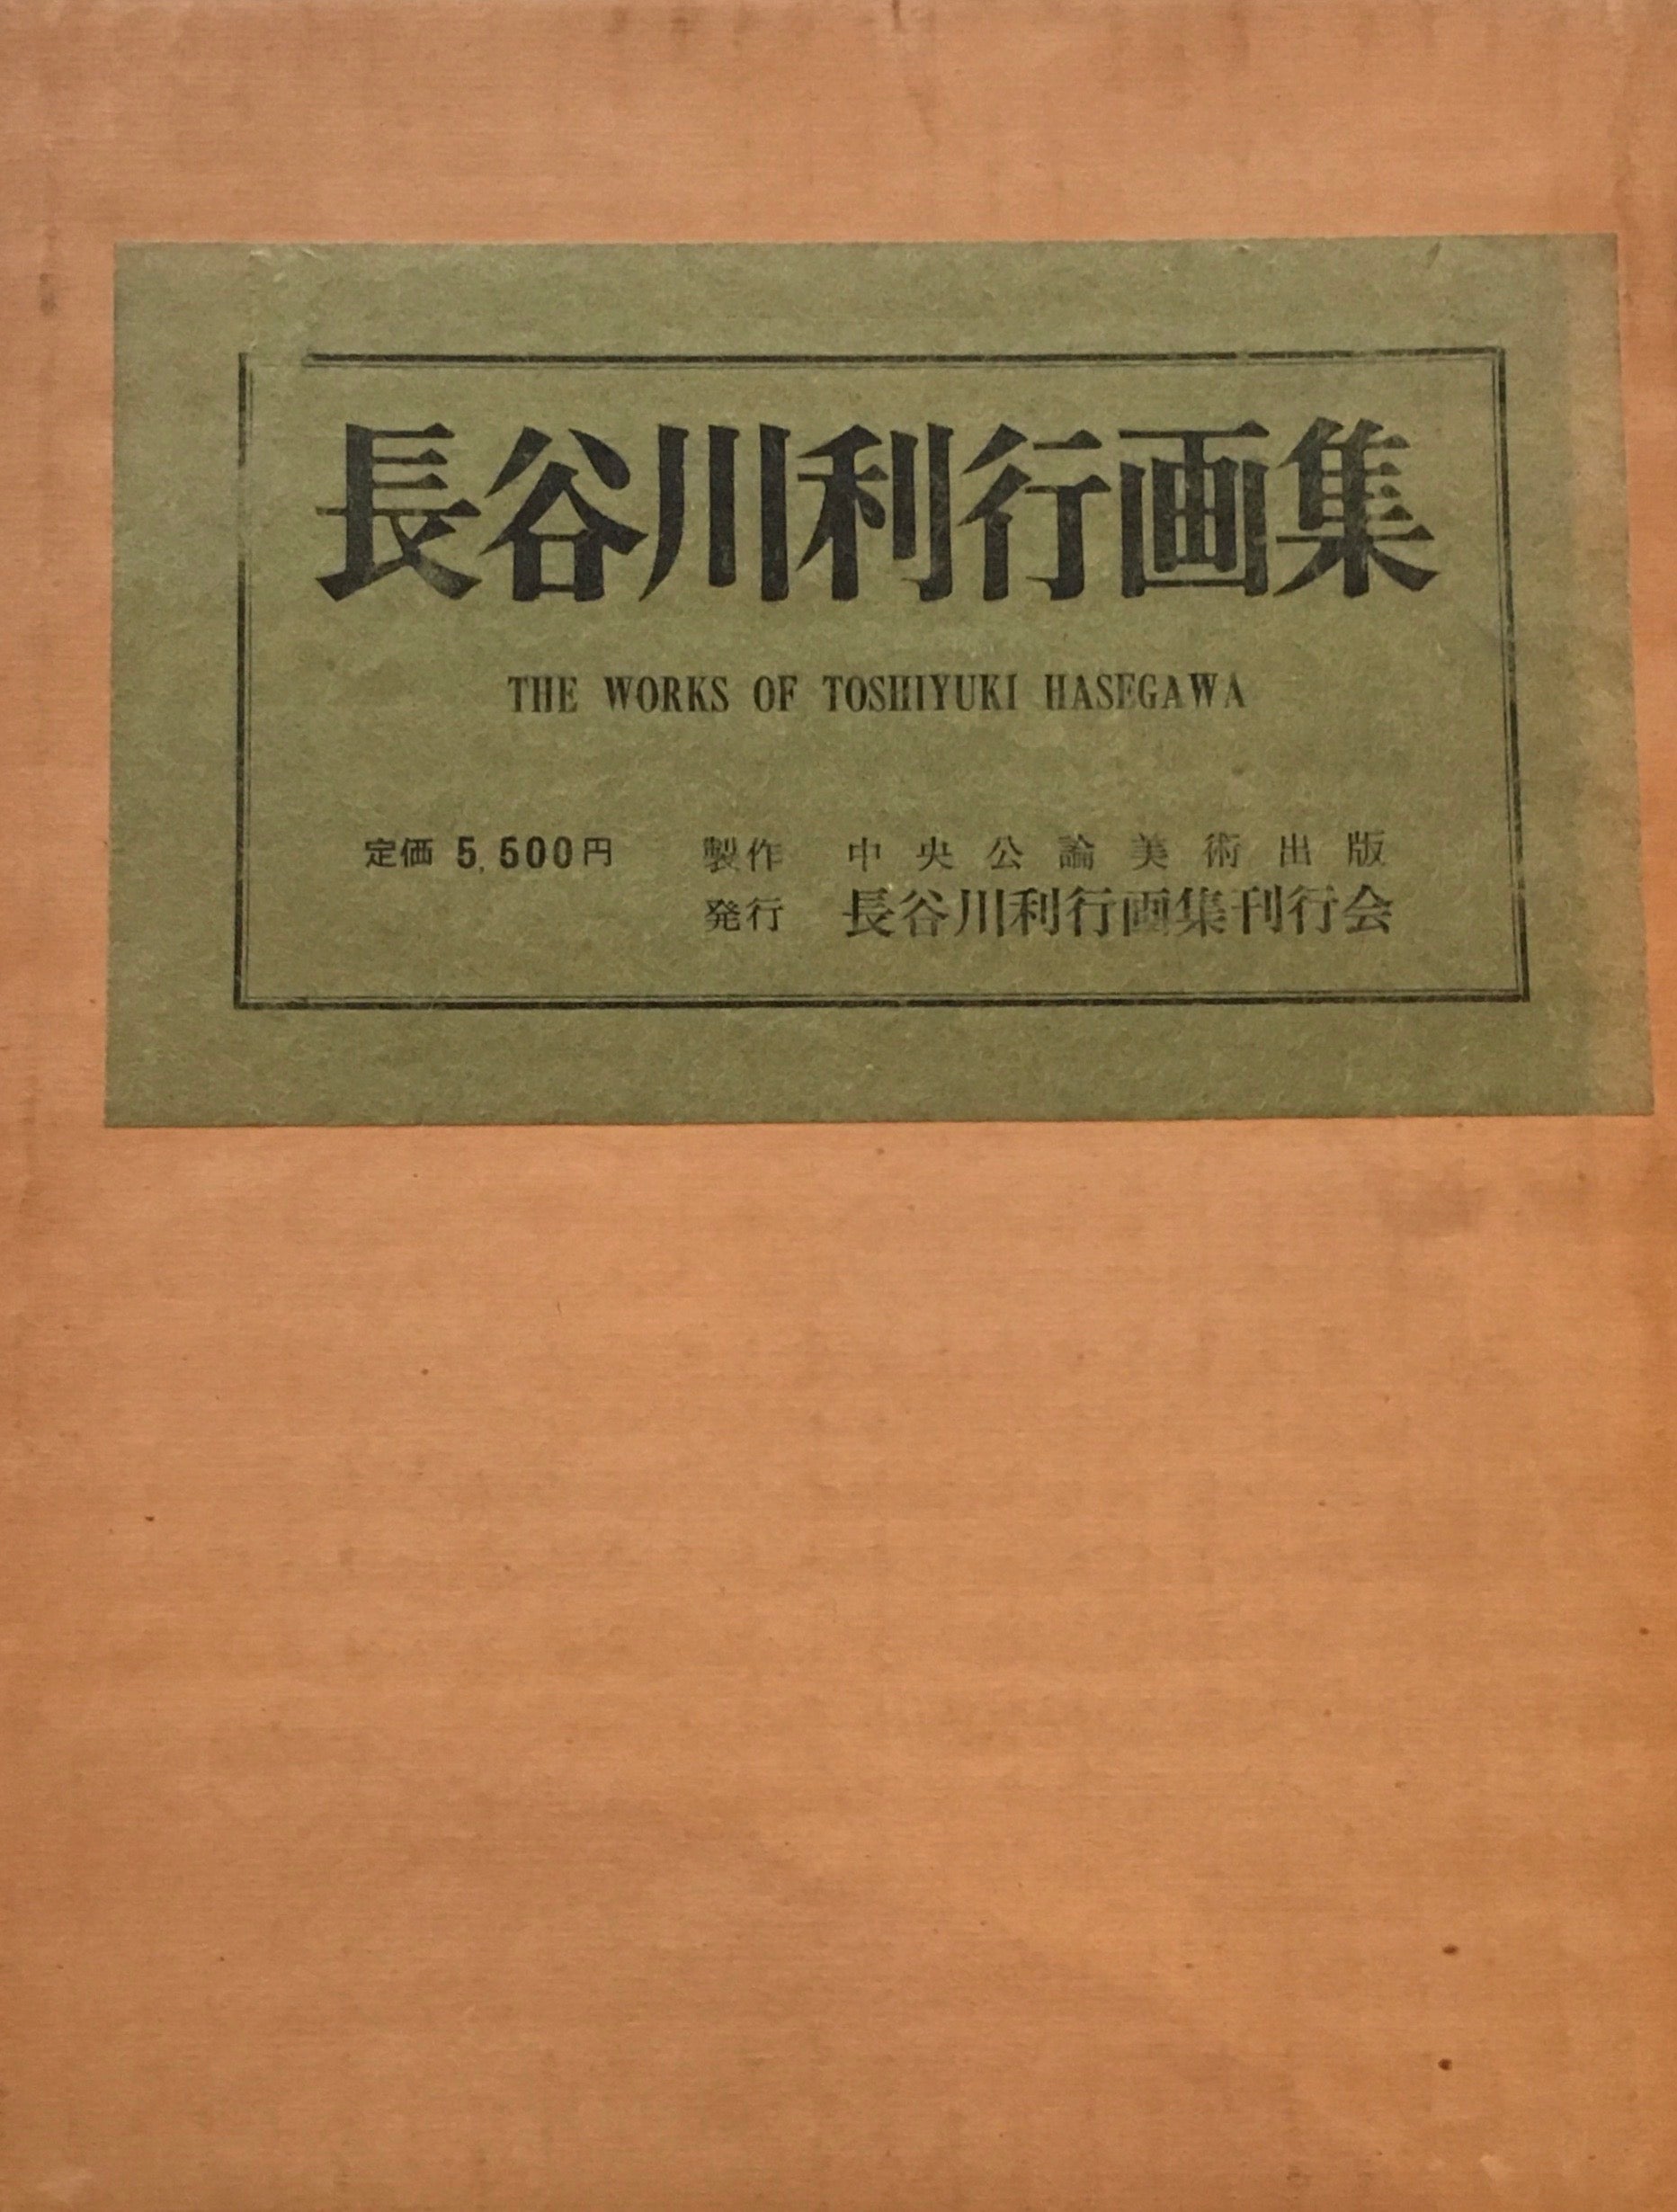 長谷川利行画集
THE WORKS OF TOSHIYUKI HASEGAWA
定価 5,500円 製作 中央公論美術出版
発行 長谷川利行画集刊行会